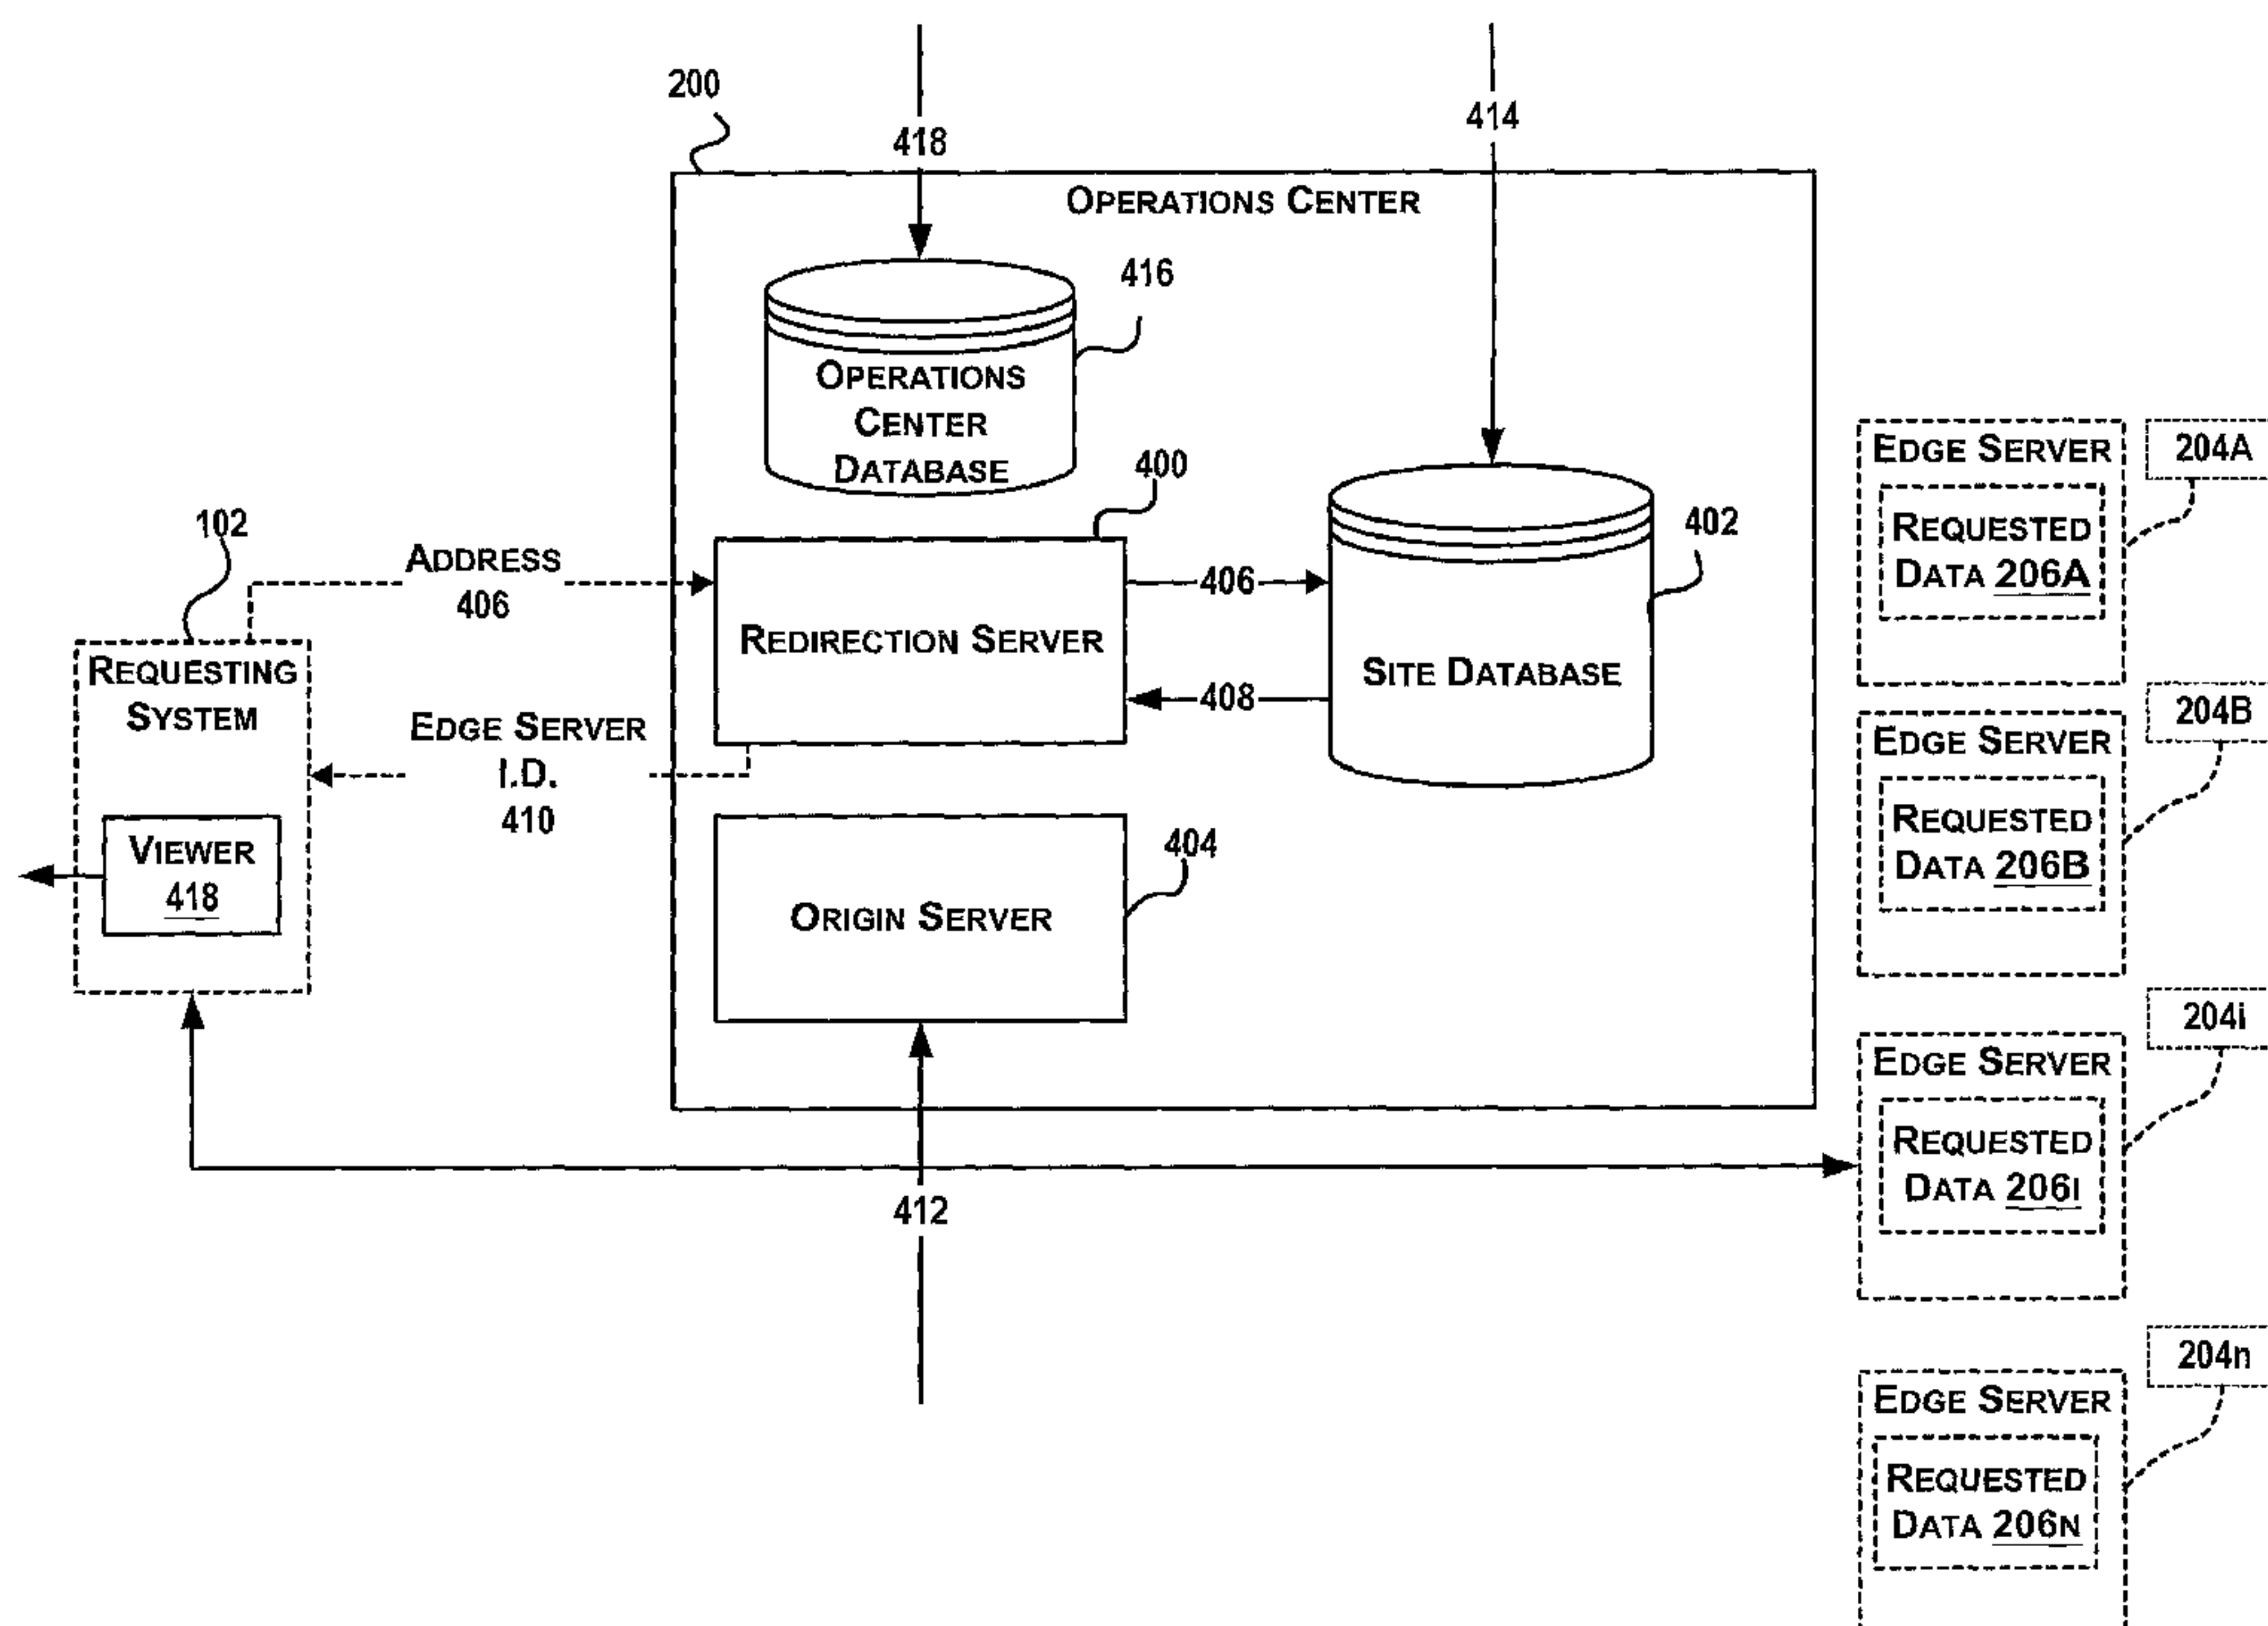 200
418
414
OPERATIONS CENTER
416
OPERATIONS
CENTER
DATABASE
400
402
102
ADDRESS
406
406
REDIRECTION SERVER
408
SITE DATABASE
REQUESTING
SYSTEM
EDGE SERVER
I.D.
410
VIEWER
418
404
ORIGIN SERVER
412
EDGE SERVER
204A
REQUESTED
DATA 206A
204B
EDGE SERVER
REQUESTED
DATA 206B
204i
EDGE SERVER
REQUESTED
DATA 206I
204n
EDGE SERVER
REQUESTED
DATA 206N